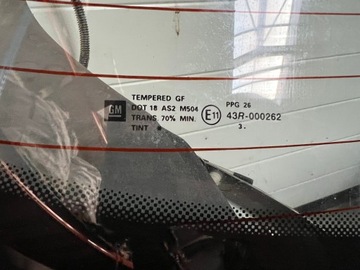 GM
TEMPERED GF
DOT 18 AS2 M504
TRANS 70% MIN.
TINT
E11
PPG 26
43R-000262
3.